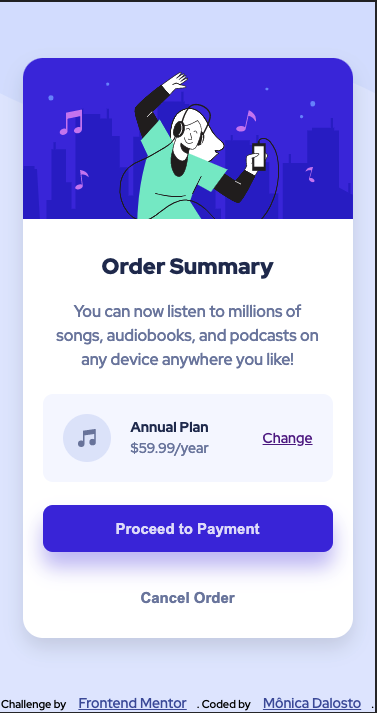 Order Summary
You can now listen to millions of
songs, audiobooks, and podcasts on
any device anywhere you like!
Annual Plan
$59.99/year
Change
Proceed to Payment
Cancel Order
Challenge by Frontend Mentor . Coded by Mônica Dalosto .